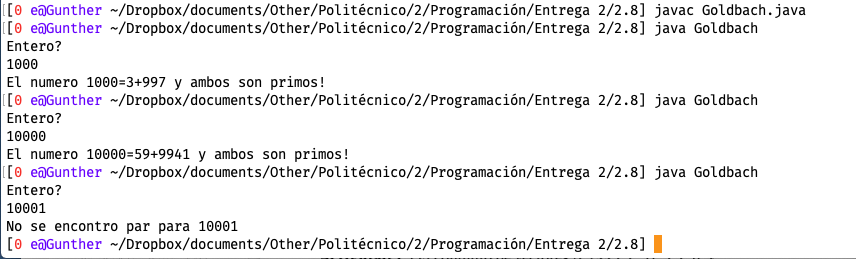 [0 e@Gunther ~/Dropbox/documents/Other/Politécnico/2/Programación/Entrega 2/2.8] javac Goldbach.java
[0 e@Gunther ~/Dropbox/documents/Other/Politécnico/2/Programación/Entrega 2/2.8] java Goldbach
Entero?
1000
El numero 1000=3+997 y ambos son primos!
[0 e@Gunther ~/Dropbox/documents/Other/Politécnico/2/Programación/Entrega 2/2.8] java Goldbach
Entero?
10000
El numero 10000=59+9941 y ambos son primos!
[0 e@Gunther ~/Dropbox/documents/Other/Politécnico/2/Programación/Entrega 2/2.8] java Goldbach
Entero?
10001
No se encontro par para 10001
[0 e@Gunther ~/Dropbox/documents/Other/Politécnico/2/Programación/Entrega 2/2.8]